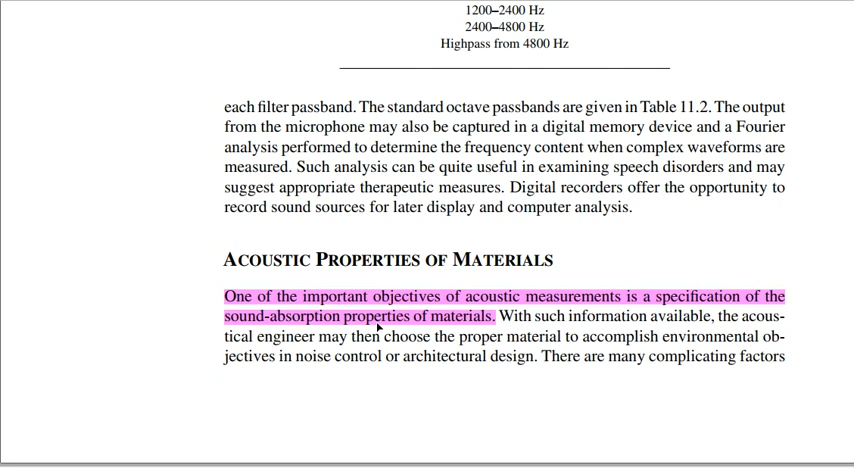 1200–2400 Hz
2400–4800 Hz
Highpass from 4800 Hz
each filter passband. The standard octave passbands are given in Table 11.2. The output
from the microphone may also be captured in a digital memory device and a Fourier
analysis performed to determine the frequency content when complex waveforms are
measured. Such analysis can be quite useful in examining speech disorders and may
suggest appropriate therapeutic measures. Digital recorders offer the opportunity to
record sound sources for later display and computer analysis.
ACOUSTIC PROPERTIES OF MATERIALS
One of the important objectives of acoustic measurements is a specification of the
sound-absorption properties of materials. With such information available, the acous-
tical engineer may then choose the proper material to accomplish environmental ob-
jectives in noise control or architectural design. There are many complicating factors